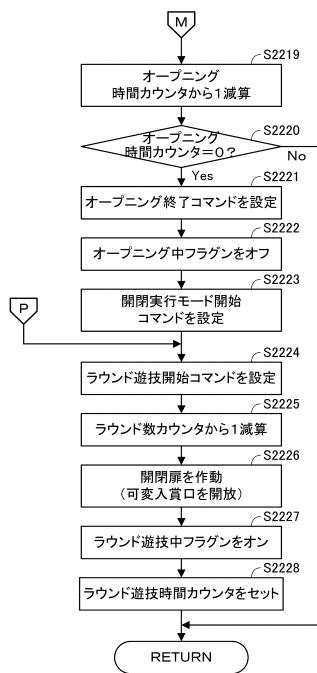 M
S2219
オープニング
時間カウンタから1減算
S2220
オープニング
時間カウンタ=0?
No
Yes
S2221
オープニング終了コマンドを設定
S2222
オープニング中フラグンをオフ
S2223
開閉実行モード開始
コマンドを設定
P
S2224
ラウンド遊技開始コマンドを設定
S2225
ラウンド数カウンタから1減算
S2226
開閉扉を作動
(可変入賞口を開放)
S2227
ラウンド遊技中フラグンをオン
S2228
ラウンド遊技時間カウンタをセット
RETURN